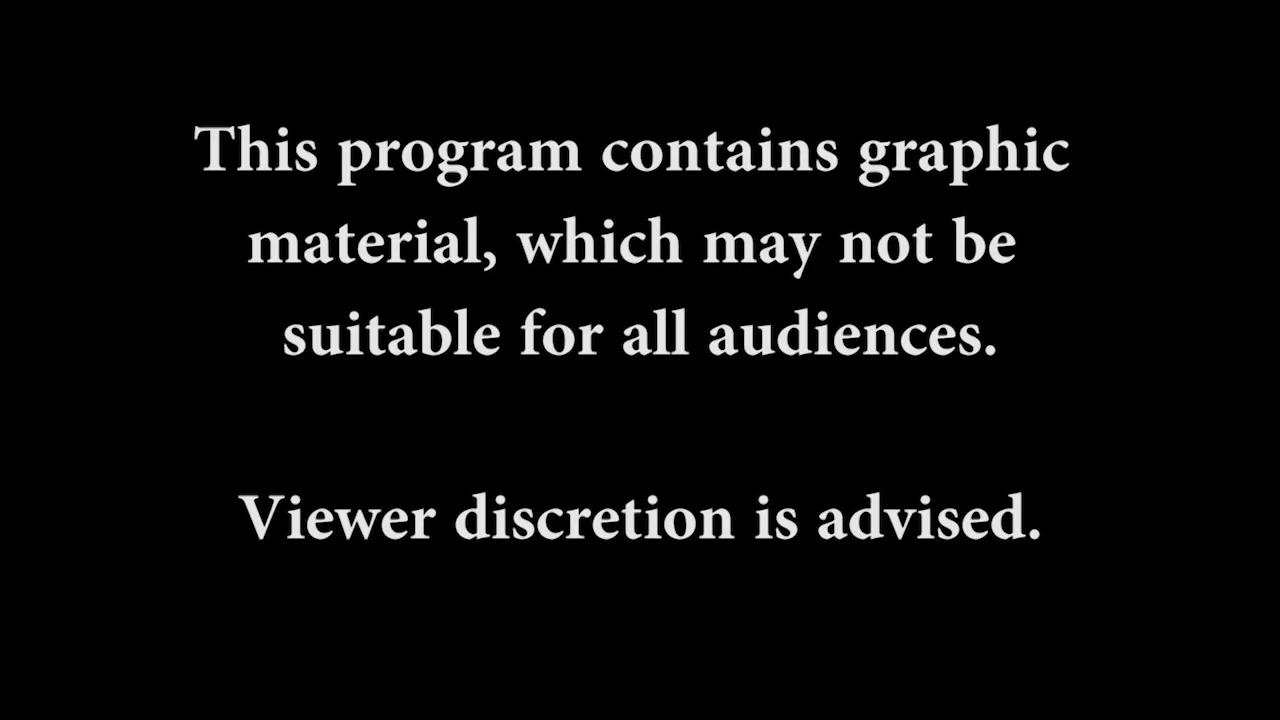 This program contains graphic
material, which may not be
suitable for all audiences.
Viewer discretion is advised.